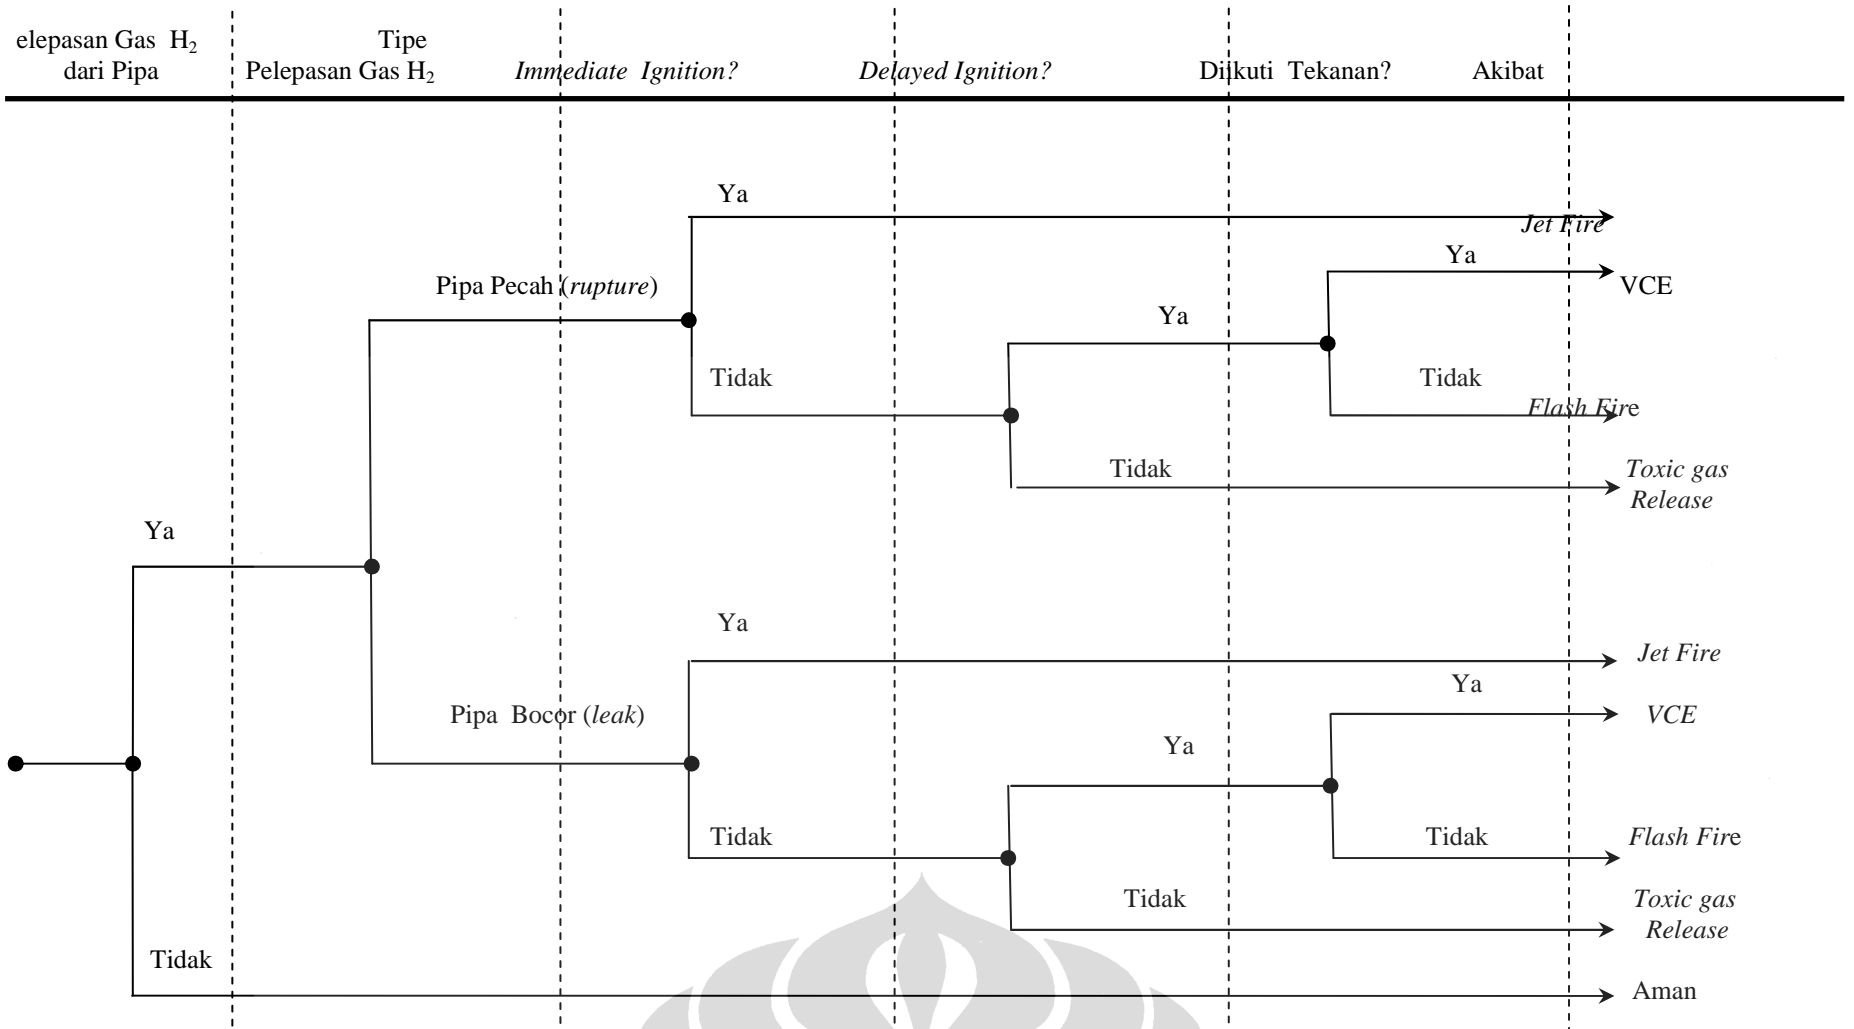 elepasan Gas H₂
dari Pipa
Tipe
Pelepasan Gas H₂
Immediate Ignition?
Delayed Ignition?
Diikuti Tekanan?
Akibat
Ya
Jet Fire
Ya
VCE
Pipa Pecah (rupture)
Ya
Tidak
Tidak
Flash Fire
Tidak
Toxic gas
Release
Ya
Ya
Jet Fire
Ya
VCE
Pipa Bocor (leak)
Ya
Tidak
Tidak
Flash Fire
Tidak
Toxic gas
Release
Tidak
Aman